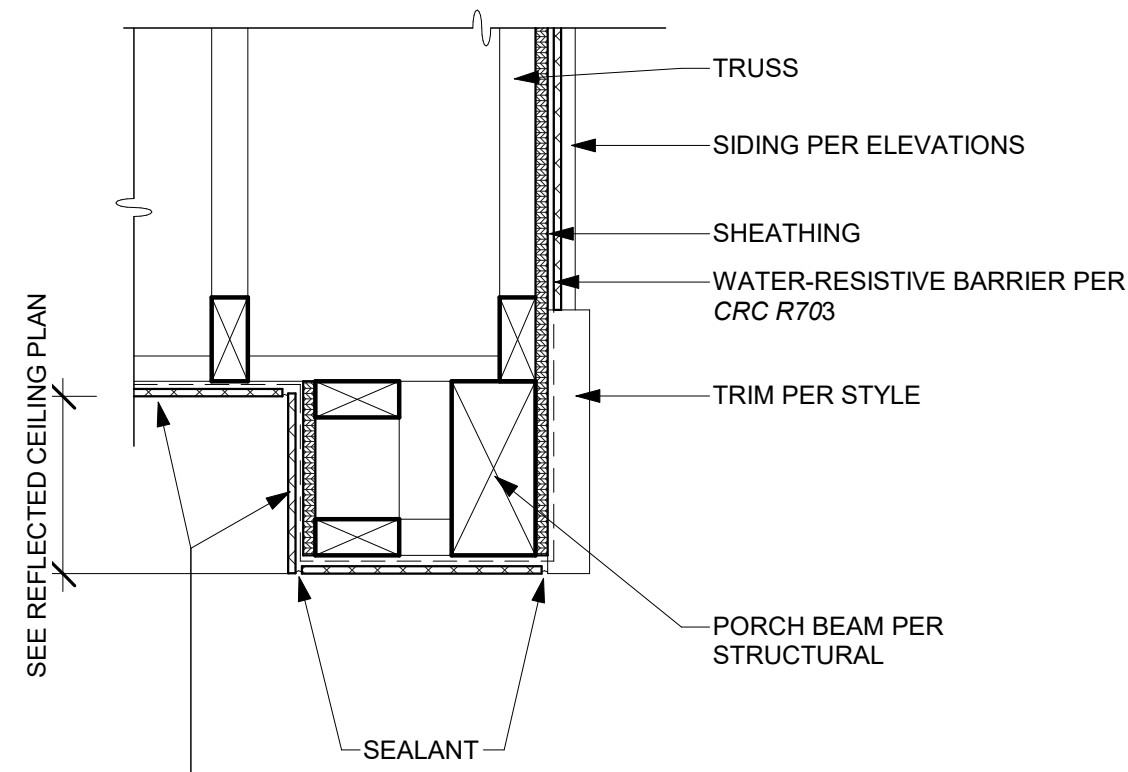 TRUSS
SIDING PER ELEVATIONS
SHEATHING
WATER-RESISTIVE BARRIER PER
CRC R703
TRIM PER STYLE
SEE REFLECTED CEILING PLAN
PORCH BEAM PER
STRUCTURAL
SEALANT